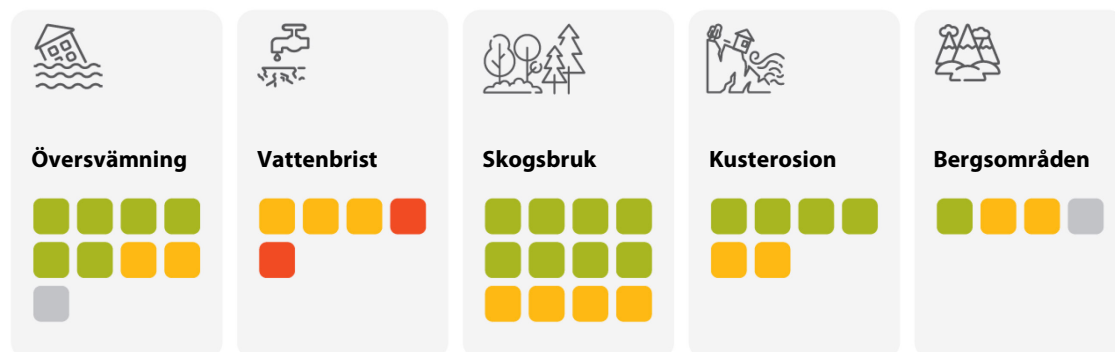 Översvämning
Vattenbrist
Skogsbruk
Kusterosion
Bergsområden